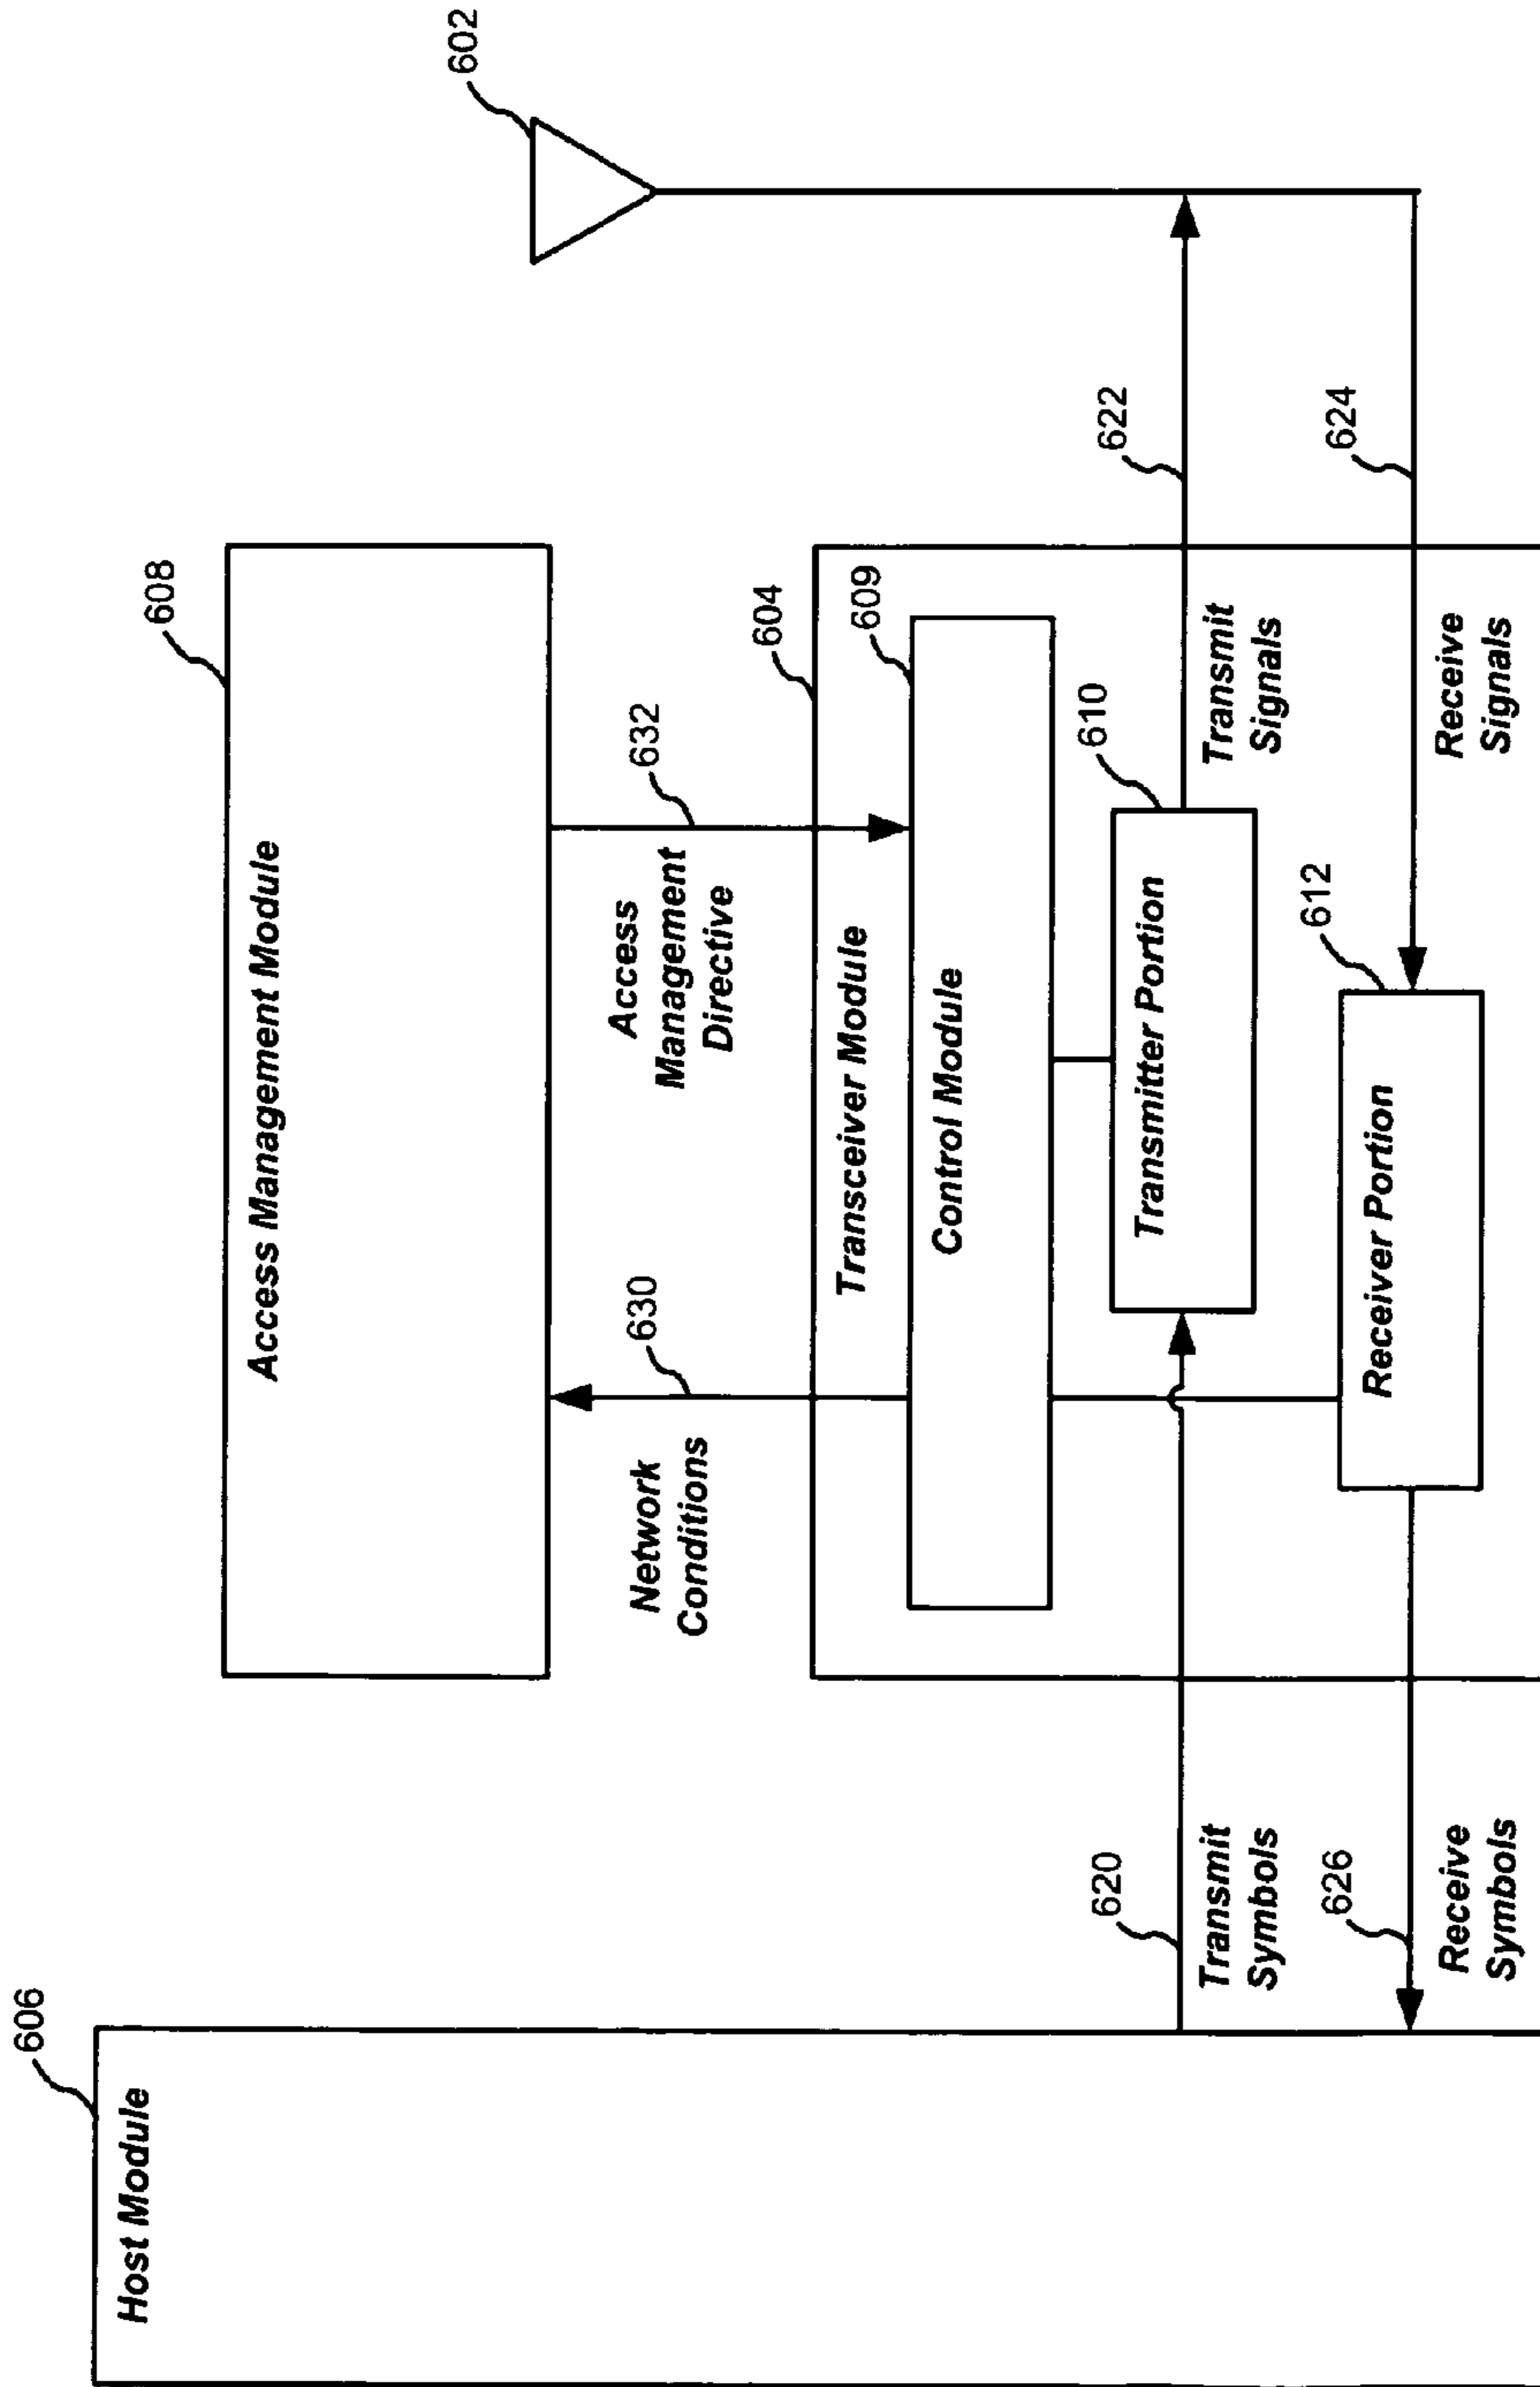 606
Host Module
608
Access Management Module
602
Network
Conditions
630
Access
Management
Directive
632
604
Transceiver Module
609
Control Module
610
Transmitter Portion
612
Receiver Portion
620
Transmit
Symbols
626
Receive
Symbols
622
Transmit
Signals
624
Receive
Signals